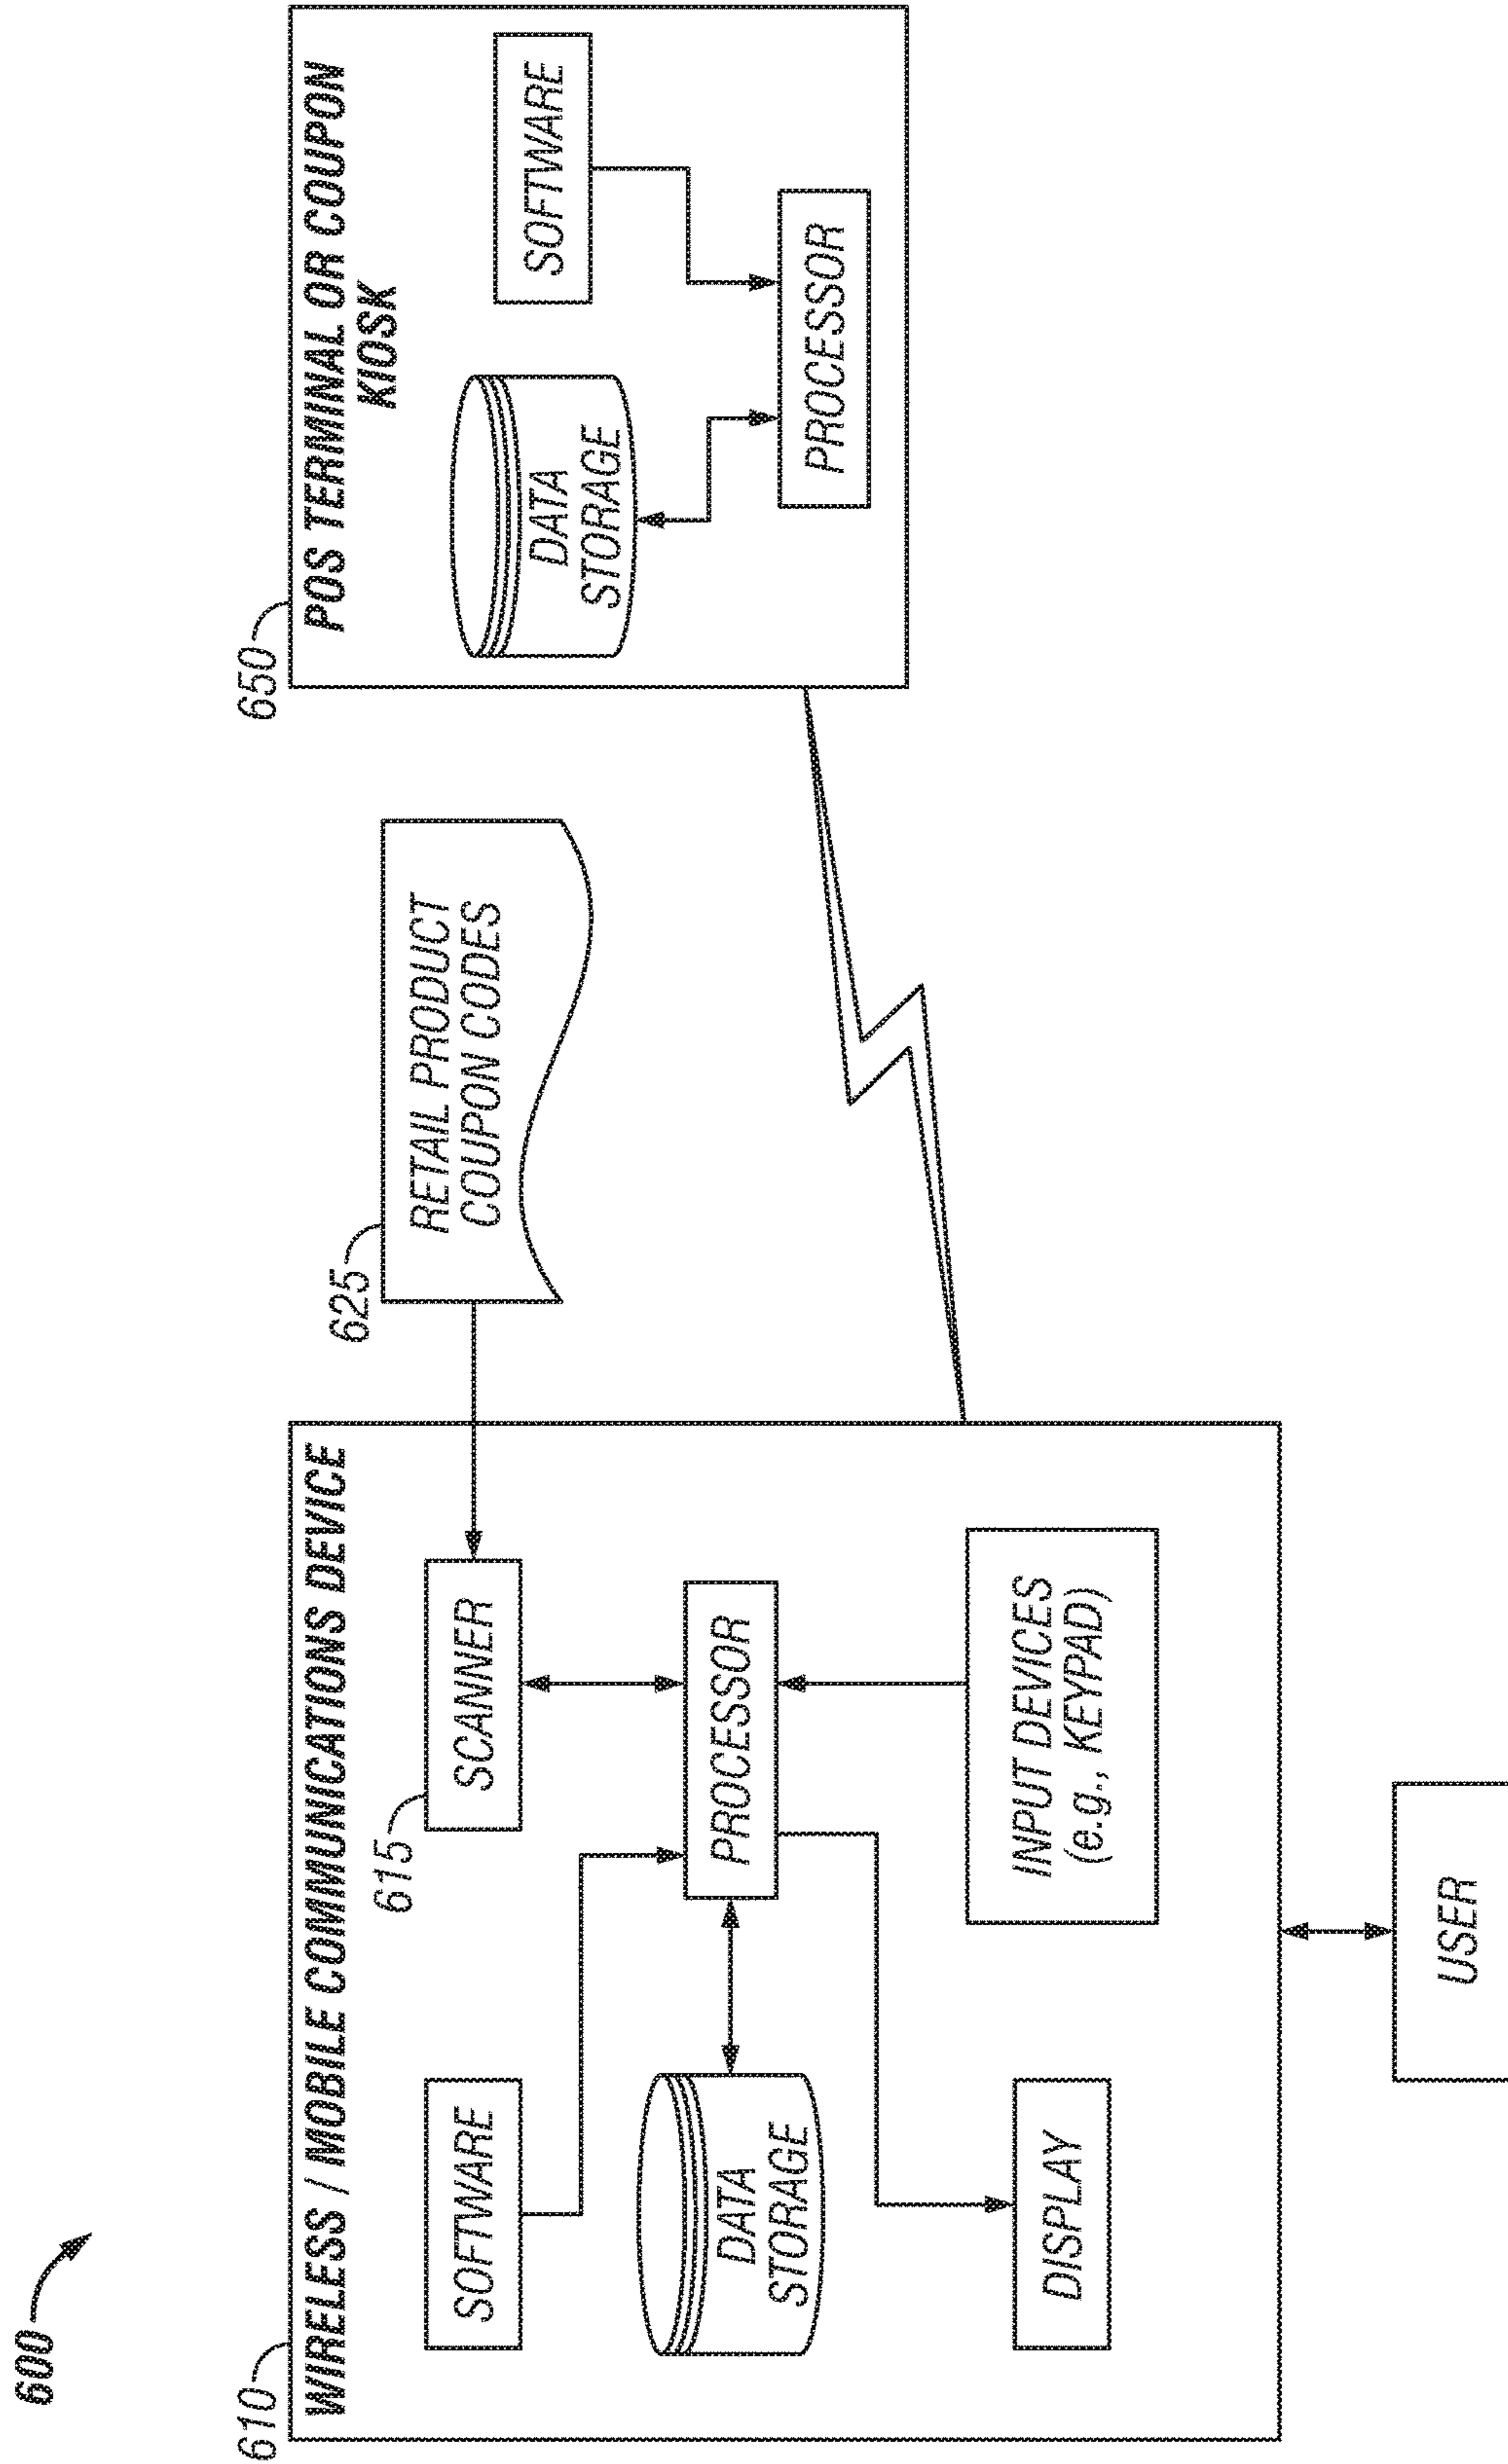 600
610
WIRELESS / MOBILE COMMUNICATIONS DEVICE
SOFTWARE
615
SCANNER
DATA
STORAGE
PROCESSOR
DISPLAY
INPUT DEVICES
(e.g., KEYPAD)
USER
625
RETAIL PRODUCT
COUPON CODES
650
POS TERMINAL OR COUPON
KIOSK
DATA
STORAGE
SOFTWARE
PROCESSOR